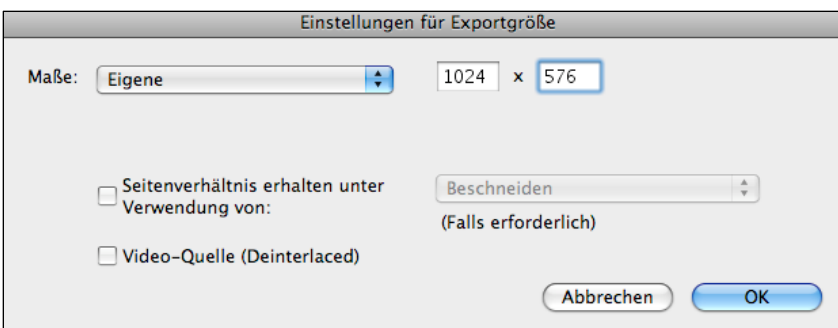 Einstellungen für Exportgröße
Maße: Eigene 1024 x 576
Seitenverhältnis erhalten unter Verwendung von: Beschneiden
(Falls erforderlich)
Video-Quelle (Deinterlaced)
Abbrechen OK